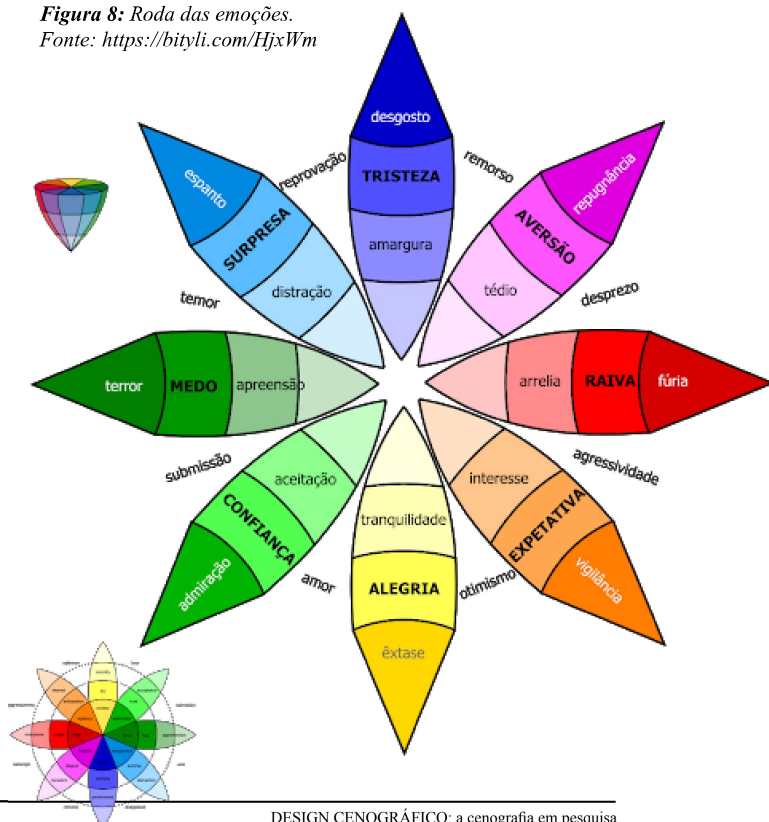 Figura 8: Roda das emoções.
Fonte: https://bityli.com/HjxWm
desgosto
TRISTEZA
amargura
reprovação
remorso
espanto
SURPRESA
distração
repugnância
AVERSÃO
tédio
temor
desprezo
terror
MEDO
apreensão
arrelia
RAIVA
fúria
submissão
agressividade
aceitação
CONFIANÇA
admiração
interesse
EXPETATIVA
vigilância
tranquilidade
ALEGRIA
êxtase
amor
otimismo
DESIGN CENOGRÁFICO: a cenografia em pesquisa